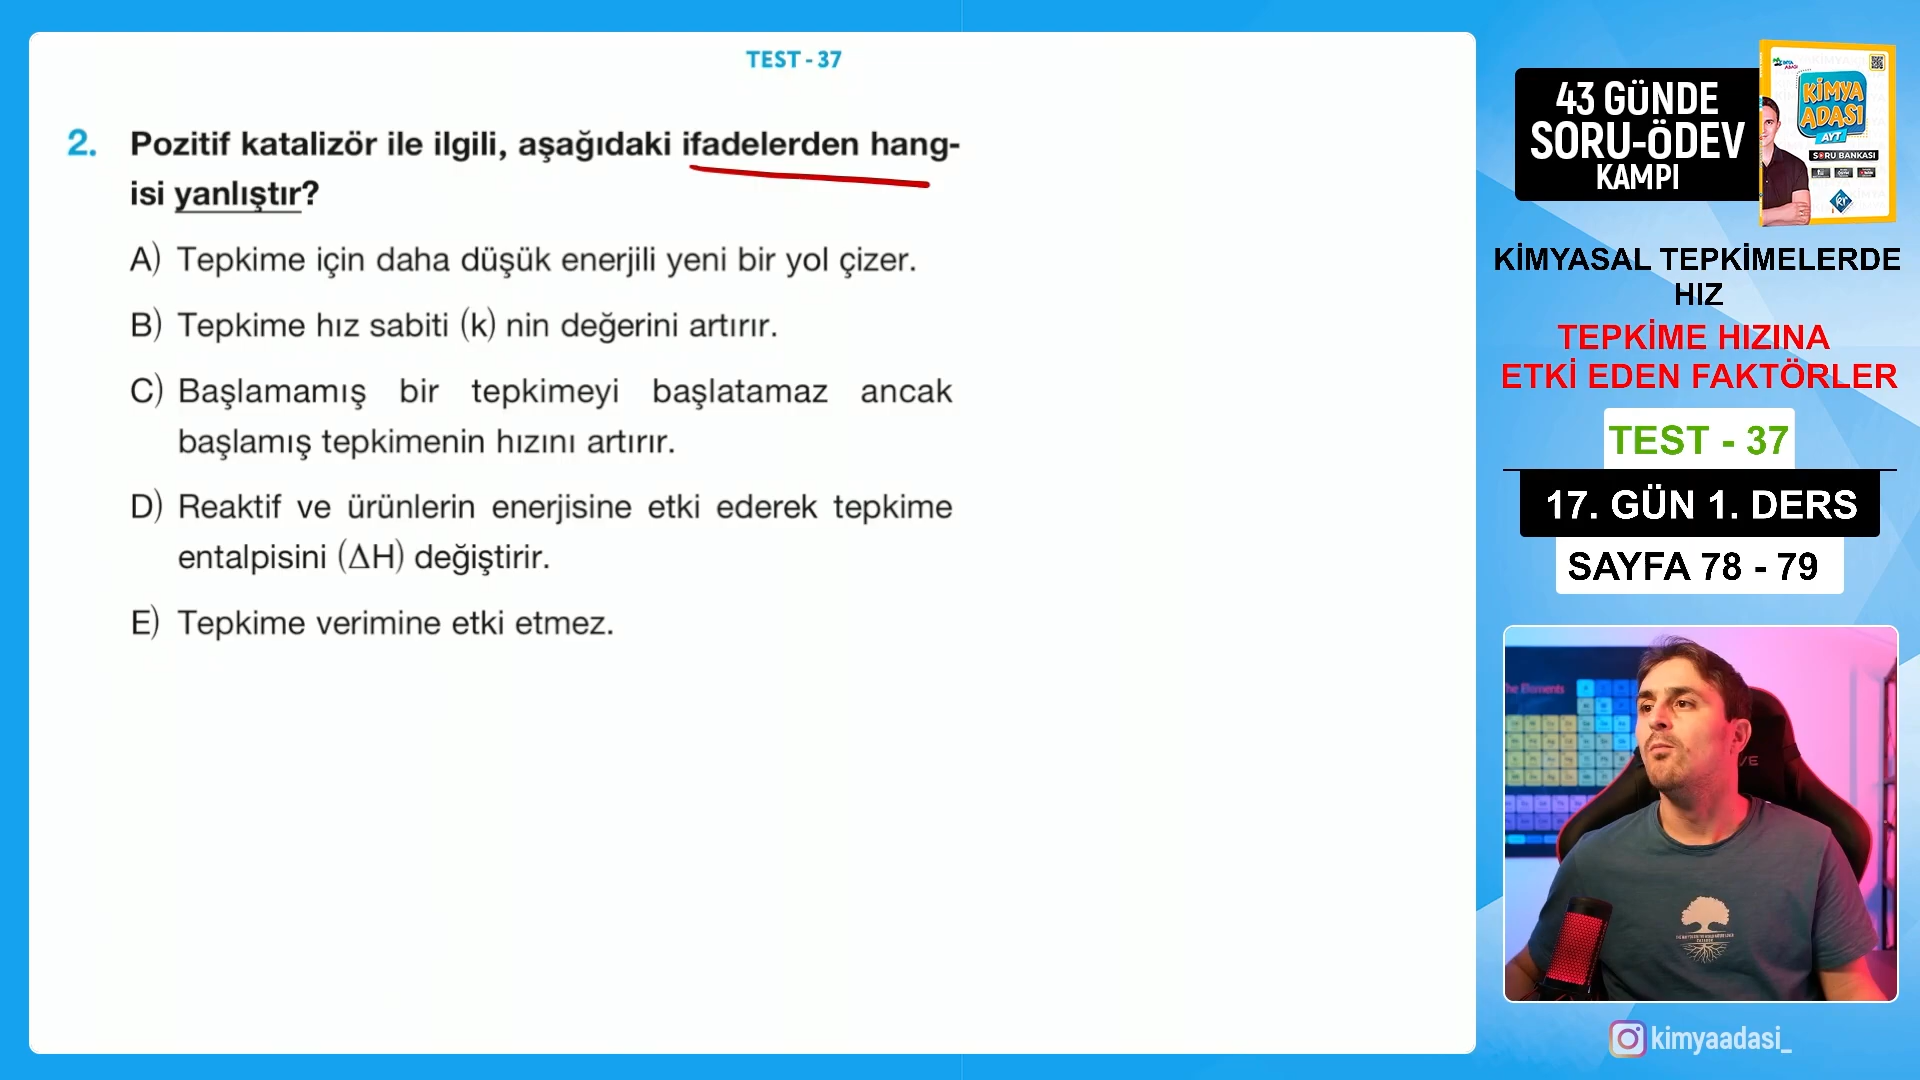 TEST - 37
2. Pozitif katalizör ile ilgili, aşağıdaki ifadelerden hang-
isi yanlıştır?
A) Tepkime için daha düşük enerjili yeni bir yol çizer.
B) Tepkime hız sabiti (k) nin değerini artırır.
C) Başlamamış bir tepkimeyi başlatamaz ancak
başlamış tepkimenin hızını artırır.
D) Reaktif ve ürünlerin enerjisine etki ederek tepkime
entalpisini (ΔH) değiştirir.
E) Tepkime verimine etki etmez.
43 GÜNDE
SORU-ÖDEV
KAMPI
KİMYA
ADASI
AYT
SORU BANKASI
KİMYASAL TEPKİMELERDE
HIZ
TEPKİME HIZINA
ETKİ EDEN FAKTÖRLER
TEST - 37
17. GÜN 1. DERS
SAYFA 78 - 79
he Elements
kimyaadasi_